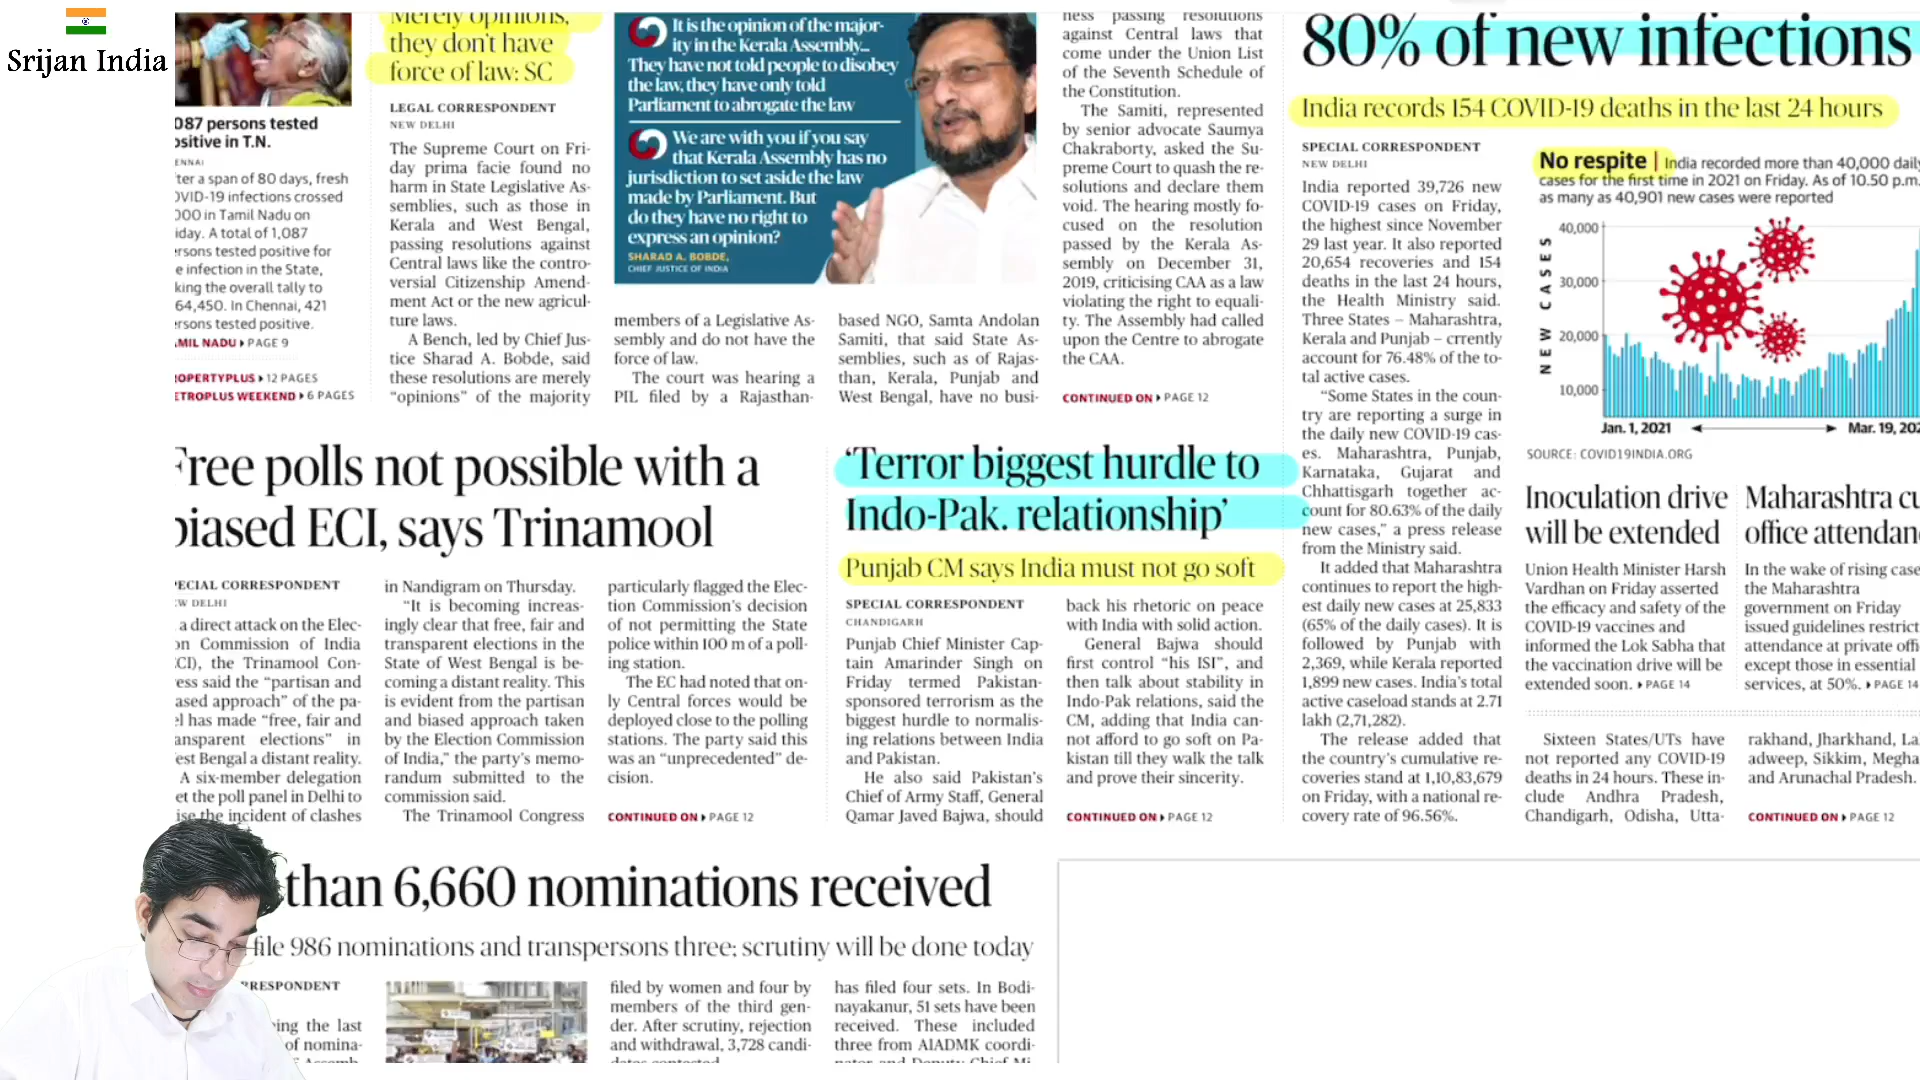 Srijan India
087 persons tested
ositive in T.N.
ENNAI
ter a span of 80 days, fresh
OVID-19 infections crossed
000 in Tamil Nadu on
iday. A total of 1,087
ersons tested positive for
e infection in the State,
king the overall tally to
64,450. In Chennai, 421
ersons tested positive.
AMIL NADU PAGE 9
ROPERTYPLUS 12 PAGES
ETROPLUS WEEKEND 6 PAGES
Merely opinions,
they don't have
force of law: SC
LEGAL CORRESPONDENT
NEW DELHI
The Supreme Court on Fri-
day prima facie found no
harm in State Legislative As-
semblies, such as those in
Kerala and West Bengal,
passing resolutions against
Central laws like the contro-
versial Citizenship Amend-
ment Act or the new agricul-
ture laws.
A Bench, led by Chief Jus-
tice Sharad A. Bobde, said
these resolutions are merely
"opinions" of the majority
It is the opinion of the major-
ity in the Kerala Assembly...
They have not told people to disobey
the law, they have only told
Parliament to abrogate the law
We are with you if you say
that Kerala Assembly has no
jurisdiction to set aside the law
made by Parliament. But
do they have no right to
express an opinion?
SHARAD A. BOBDE,
CHIEF JUSTICE OF INDIA
members of a Legislative As-
sembly and do not have the
force of law.
The court was hearing a
PIL filed by a Rajasthan-
based NGO, Samta Andolan
Samiti, that said State As-
semblies, such as of Rajas-
than, Kerala, Punjab and
West Bengal, have no busi-
ness passing resolutions
against Central laws that
come under the Union List
of the Seventh Schedule of
the Constitution.
The Samiti, represented
by senior advocate Saumya
Chakraborty, asked the Su-
preme Court to quash the re-
solutions and declare them
void. The hearing mostly fo-
cused on the resolution
passed by the Kerala As-
sembly on December 31,
2019, criticising CAA as a law
violating the right to equali-
ty. The Assembly had called
upon the Centre to abrogate
the CAA.
CONTINUED ON PAGE 12
80% of new infections
India records 154 COVID-19 deaths in the last 24 hours
SPECIAL CORRESPONDENT
NEW DELHI
India reported 39,726 new
COVID-19 cases on Friday,
the highest since November
29 last year. It also reported
20,654 recoveries and 154
deaths in the last 24 hours,
the Health Ministry said.
Three States – Maharashtra,
Kerala and Punjab – crrently
account for 76.48% of the to-
tal active cases.
"Some States in the coun-
try are reporting a surge in
the daily new COVID-19 cas-
es. Maharashtra, Punjab,
Karnataka, Gujarat and
Chhattisgarh together ac-
count for 80.63% of the daily
new cases," a press release
from the Ministry said.
It added that Maharashtra
continues to report the high-
est daily new cases at 25,833
(65% of the daily cases). It is
followed by Punjab with
2,369, while Kerala reported
1,899 new cases. India's total
active caseload stands at 2.71
lakh (2,71,282).
The release added that
the country's cumulative re-
coveries stand at 1,10,83,679
on Friday, with a national re-
covery rate of 96.56%.
No respite | India recorded more than 40,000 daily
cases for the first time in 2021 on Friday. As of 10.50 p.m.
as many as 40,901 new cases were reported
NEW CASES
40,000
30,000
20,000
10,000
Jan. 1, 2021 Mar. 19, 202
SOURCE: COVID19INDIA.ORG
Inoculation drive
will be extended
Union Health Minister Harsh
Vardhan on Friday asserted
the efficacy and safety of the
COVID-19 vaccines and
informed the Lok Sabha that
the vaccination drive will be
extended soon. PAGE 14
Maharashtra cu
office attendan
In the wake of rising case
the Maharashtra
government on Friday
issued guidelines restrict
attendance at private offi
except those in essential
services, at 50%. PAGE 14
Sixteen States/UTs have
not reported any COVID-19
deaths in 24 hours. These in-
clude Andhra Pradesh,
Chandigarh, Odisha, Utta-
rakhand, Jharkhand, La
adweep, Sikkim, Megha
and Arunachal Pradesh.
CONTINUED ON PAGE 12
Free polls not possible with a
biased ECI, says Trinamool
PECIAL CORRESPONDENT
EW DELHI
a direct attack on the Elec-
on Commission of India
CI), the Trinamool Con-
ress said the "partisan and
ased approach" of the pa-
el has made "free, fair and
ansparent elections" in
est Bengal a distant reality.
A six-member delegation
et the poll panel in Delhi to
ise the incident of clashes
in Nandigram on Thursday.
"It is becoming increas-
ingly clear that free, fair and
transparent elections in the
State of West Bengal is be-
coming a distant reality. This
is evident from the partisan
and biased approach taken
by the Election Commission
of India," the party's memo-
randum submitted to the
commission said.
The Trinamool Congress
particularly flagged the Elec-
tion Commission's decision
of not permitting the State
police within 100 m of a poll-
ing station.
The EC had noted that on-
ly Central forces would be
deployed close to the polling
stations. The party said this
was an "unprecedented" de-
cision.
CONTINUED ON PAGE 12
'Terror biggest hurdle to
Indo-Pak. relationship'
Punjab CM says India must not go soft
SPECIAL CORRESPONDENT
CHANDIGARH
Punjab Chief Minister Cap-
tain Amarinder Singh on
Friday termed Pakistan-
sponsored terrorism as the
biggest hurdle to normalis-
ing relations between India
and Pakistan.
He also said Pakistan's
Chief of Army Staff, General
Qamar Javed Bajwa, should
back his rhetoric on peace
with India with solid action.
General Bajwa should
first control "his ISI", and
then talk about stability in
Indo-Pak relations, said the
CM, adding that India can-
not afford to go soft on Pa-
kistan till they walk the talk
and prove their sincerity.
CONTINUED ON PAGE 12
than 6,660 nominations received
file 986 nominations and transpersons three; scrutiny will be done today
RRESPONDENT
ing the last
of nomina-
filed by women and four by
members of the third gen-
der. After scrutiny, rejection
and withdrawal, 3,728 candi-
has filed four sets. In Bodi-
nayakanur, 51 sets have been
received. These included
three from AIADMK coordi-